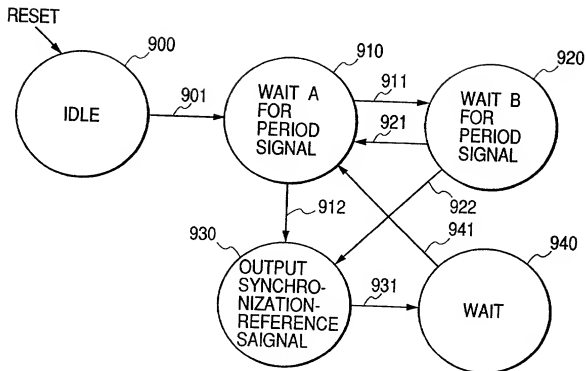 RESET
900
910
920
IDLE
901
WAIT A
FOR
PERIOD
SIGNAL
911
921
WAIT B
FOR
PERIOD
SIGNAL
912
922
930
941
940
OUTPUT
SYNCHRO-
NIZATION-
REFERENCE
SAIGNAL
931
WAIT